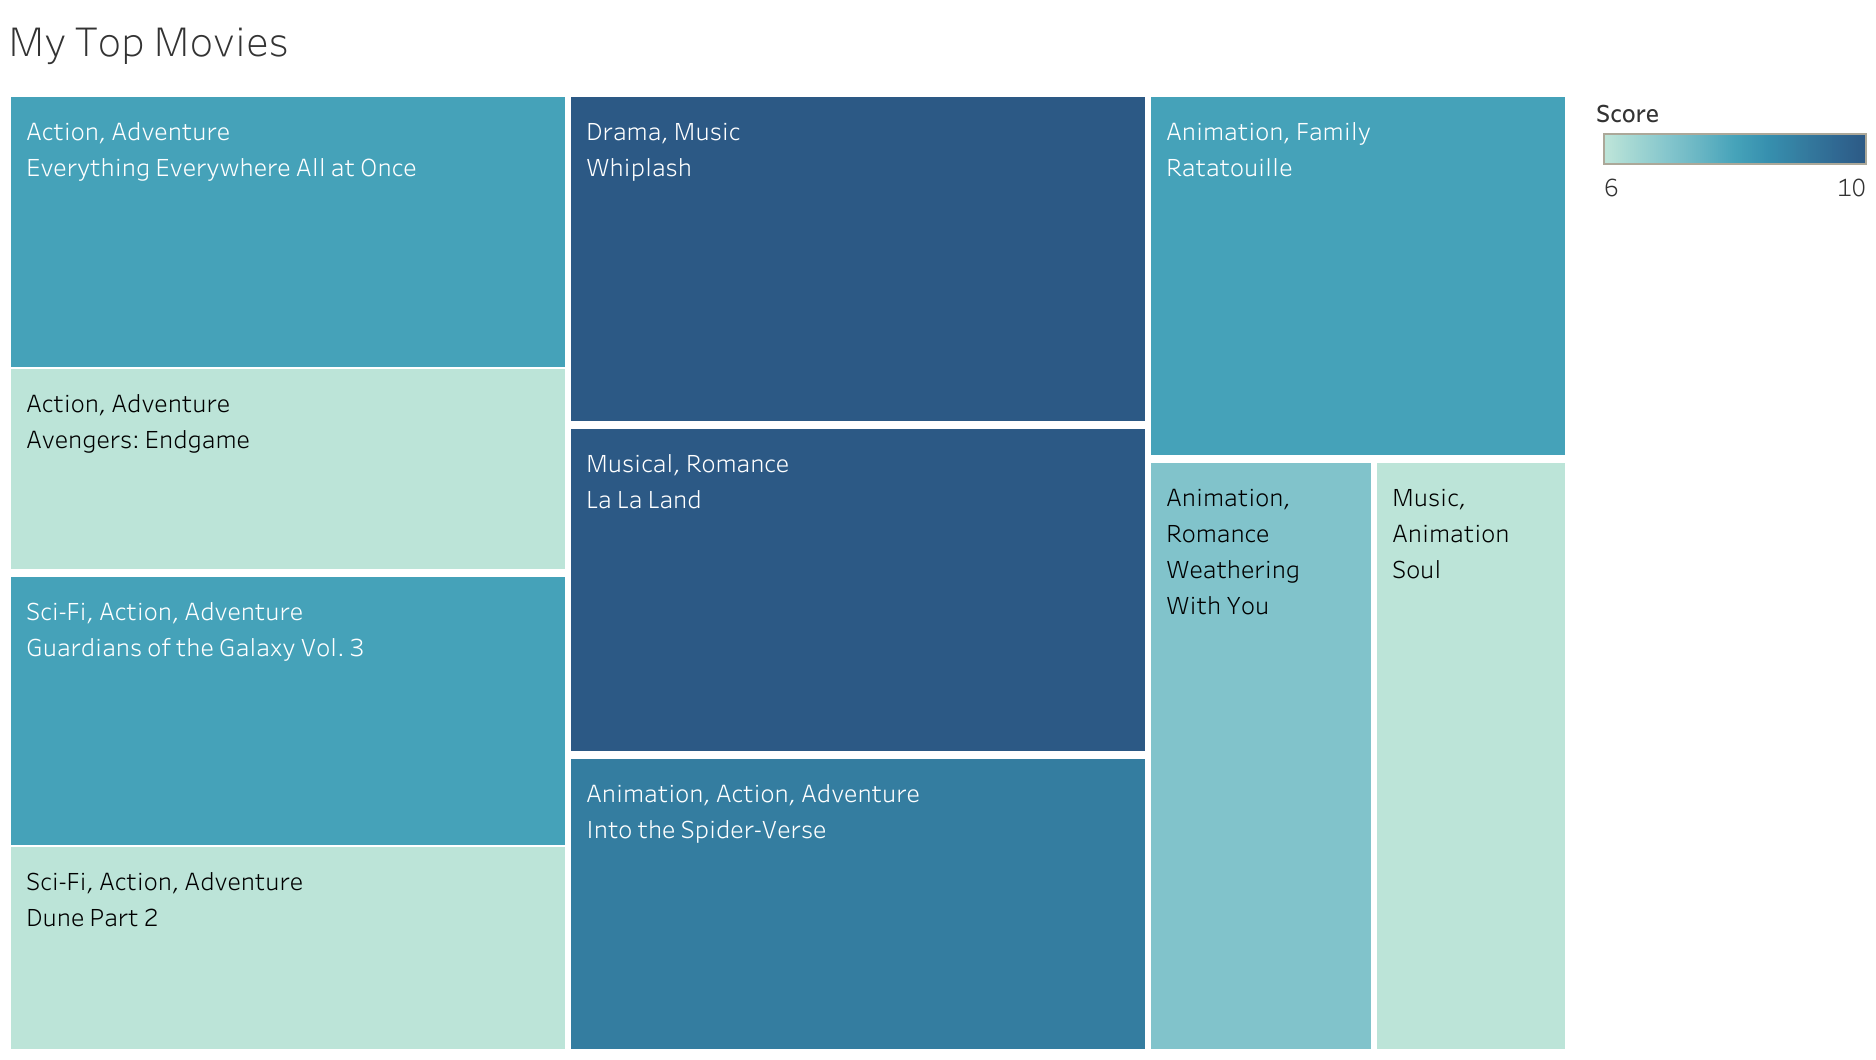 My Top Movies
Action, Adventure
Everything Everywhere All at Once
Action, Adventure
Avengers: Endgame
Sci-Fi, Action, Adventure
Guardians of the Galaxy Vol. 3
Sci-Fi, Action, Adventure
Dune Part 2
Drama, Music
Whiplash
Musical, Romance
La La Land
Animation, Action, Adventure
Into the Spider-Verse
Animation, Family
Ratatouille
Animation,
Romance
Weathering
With You
Music,
Animation
Soul
Score
6
10